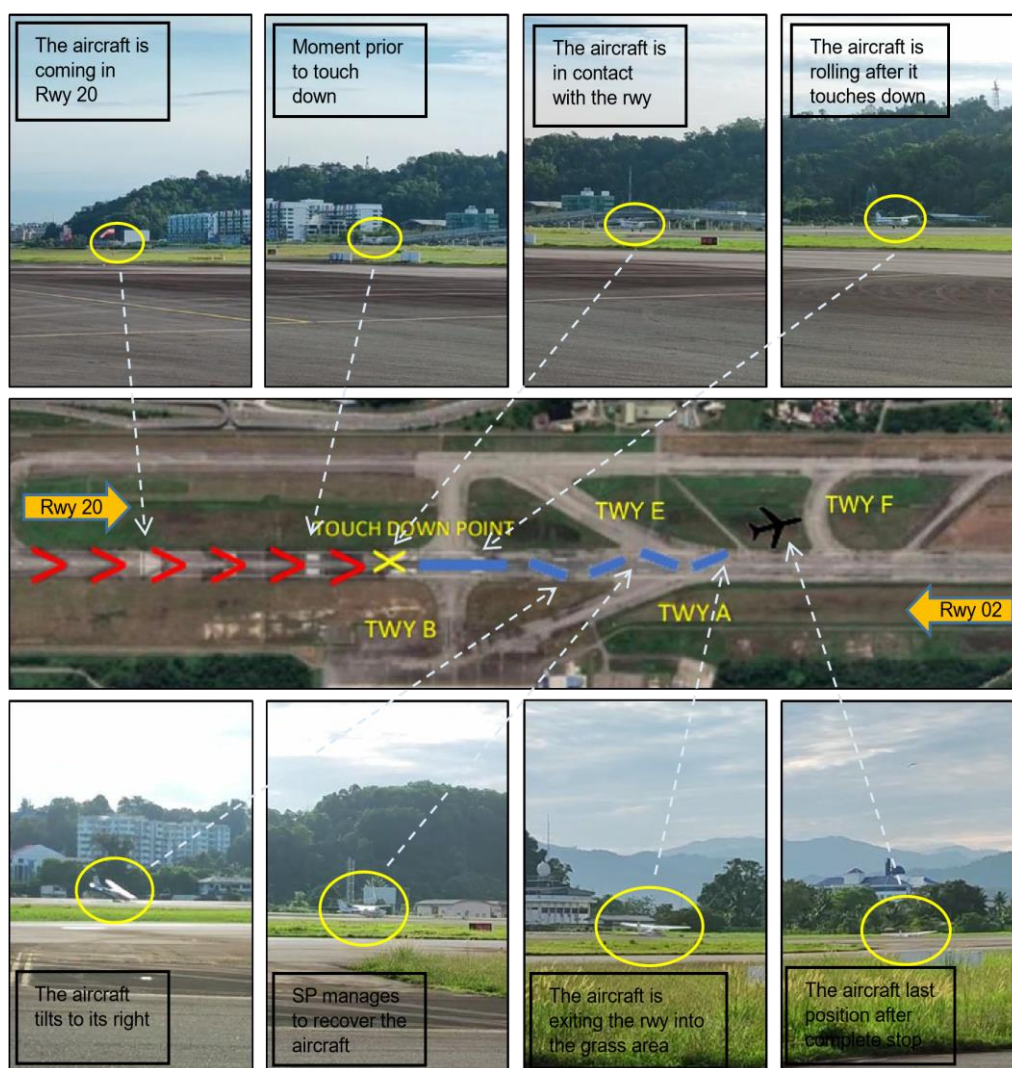 The aircraft is
coming in
Rwy 20
Moment prior
to touch
down
The aircraft is
in contact
with the rwy
The aircraft is
rolling after it
touches down
Rwy 20
TOUCH DOWN POINT
TWY E
TWY F
TWY B
TWY A
Rwy 02
The aircraft
tilts to its right
SP manages
to recover the
aircraft
The aircraft is
exiting the rwy into
the grass area
The aircraft last
position after
complete stop